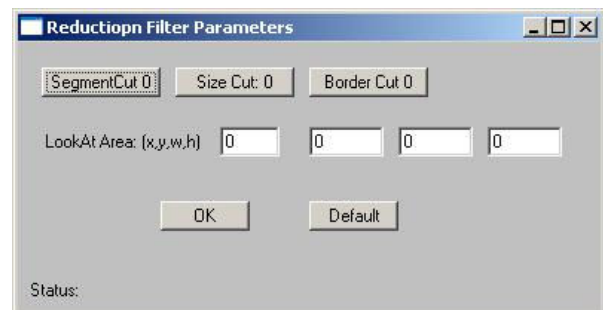 Reductiopn Filter Parameters
SegmentCut 0 Size Cut: 0 Border Cut 0
LookAt Area: (x,y,w,h) 0 0 0 0
OK Default
Status: